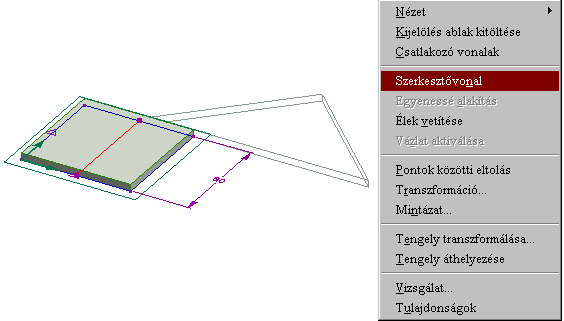 Nézet
Kijelölés ablak kitöltése
Csatlakozó vonalak
Szerkesztővonal
Egyenessé alakítás
Élek vetítése
Vázlat aktiválása
Pontok közötti eltolás
Transzformáció...
Mintázat...
Tengely transzformálása...
Tengely áthelyezése
Vizsgálat...
Tulajdonságok